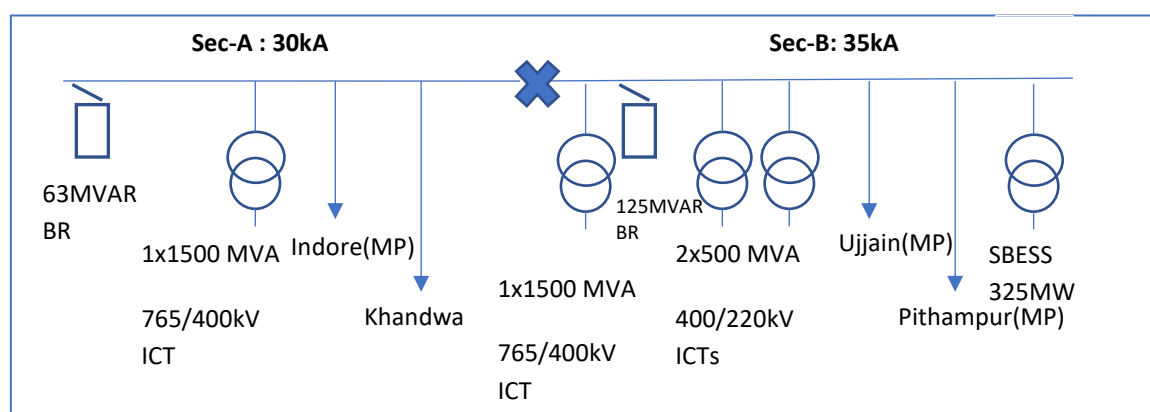 Sec-A : 30kA
Sec-B: 35kA
63MVAR
BR
1x1500 MVA
765/400kV
ICT
Indore(MP)
Khandwa
1x1500 MVA
765/400kV
ICT
125MVAR
BR
2x500 MVA
400/220kV
ICTs
Ujjain(MP)
Pithampur(MP)
SBESS
325MW